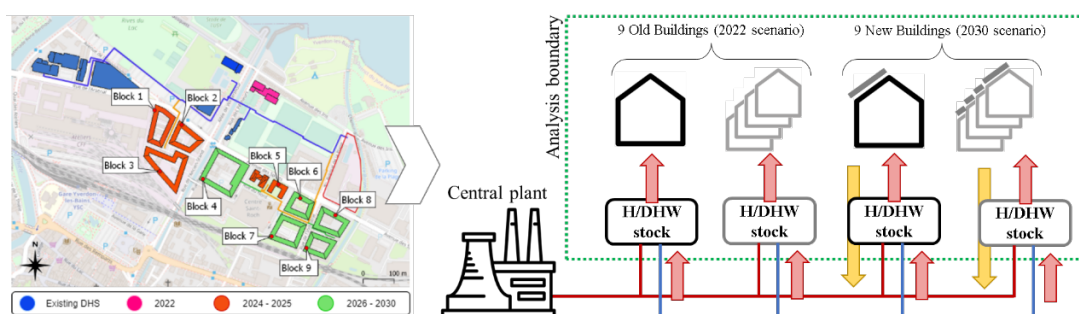 Block 1
Block 2
Block 3
Block 4
Block 5
Block 6
Block 7
Block 8
Block 9
N
0
100 m
Existing DHS
2022
2024 - 2025
2026 - 2030
Analysis boundary
9 Old Buildings (2022 scenario)
9 New Buildings (2030 scenario)
Central plant
H/DHW
stock
H/DHW
stock
H/DHW
stock
H/DHW
stock